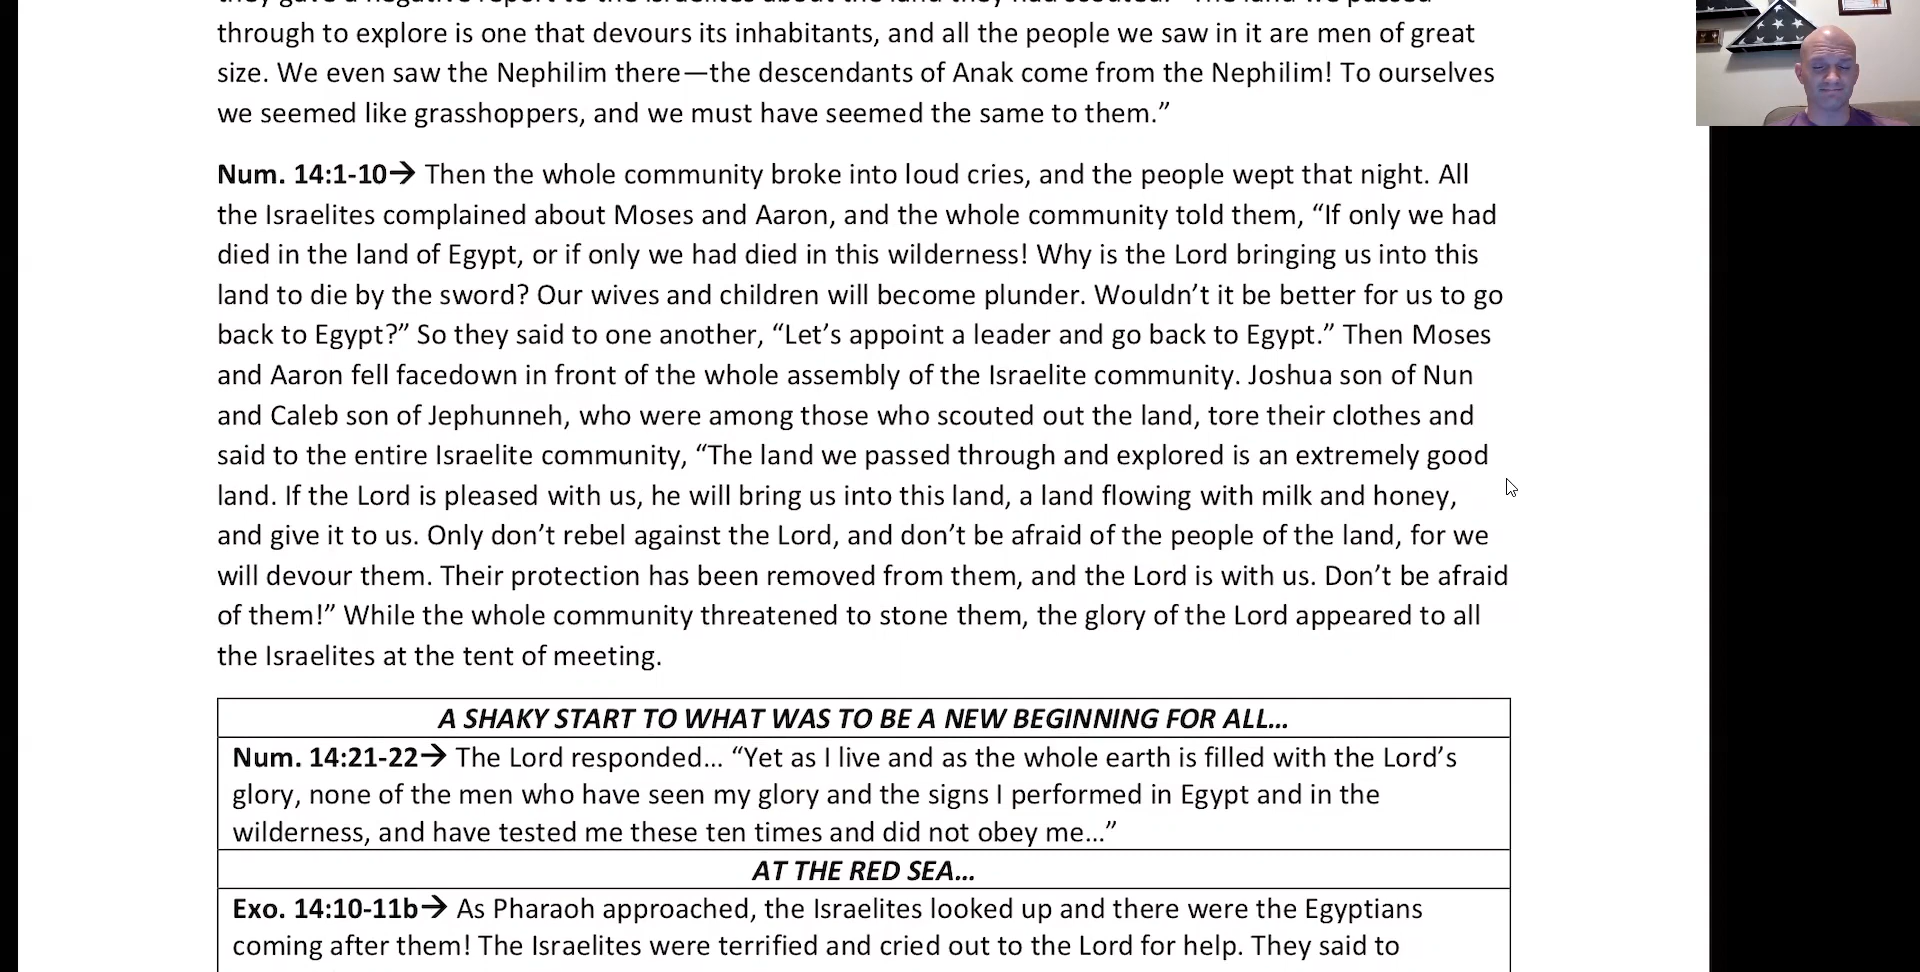 they gave a negative report to the Israelites about the land they had scouted: “The land we passed
through to explore is one that devours its inhabitants, and all the people we saw in it are men of great
size. We even saw the Nephilim there—the descendants of Anak come from the Nephilim! To ourselves
we seemed like grasshoppers, and we must have seemed the same to them.”
Num. 14:1-10→ Then the whole community broke into loud cries, and the people wept that night. All
the Israelites complained about Moses and Aaron, and the whole community told them, “If only we had
died in the land of Egypt, or if only we had died in this wilderness! Why is the Lord bringing us into this
land to die by the sword? Our wives and children will become plunder. Wouldn’t it be better for us to go
back to Egypt?” So they said to one another, “Let’s appoint a leader and go back to Egypt.” Then Moses
and Aaron fell facedown in front of the whole assembly of the Israelite community. Joshua son of Nun
and Caleb son of Jephunneh, who were among those who scouted out the land, tore their clothes and
said to the entire Israelite community, “The land we passed through and explored is an extremely good
land. If the Lord is pleased with us, he will bring us into this land, a land flowing with milk and honey,
and give it to us. Only don’t rebel against the Lord, and don’t be afraid of the people of the land, for we
will devour them. Their protection has been removed from them, and the Lord is with us. Don’t be afraid
of them!” While the whole community threatened to stone them, the glory of the Lord appeared to all
the Israelites at the tent of meeting.
A SHAKY START TO WHAT WAS TO BE A NEW BEGINNING FOR ALL...
Num. 14:21-22→ The Lord responded... “Yet as I live and as the whole earth is filled with the Lord’s
glory, none of the men who have seen my glory and the signs I performed in Egypt and in the
wilderness, and have tested me these ten times and did not obey me...”
AT THE RED SEA...
Exo. 14:10-11b→ As Pharaoh approached, the Israelites looked up and there were the Egyptians
coming after them! The Israelites were terrified and cried out to the Lord for help. They said to